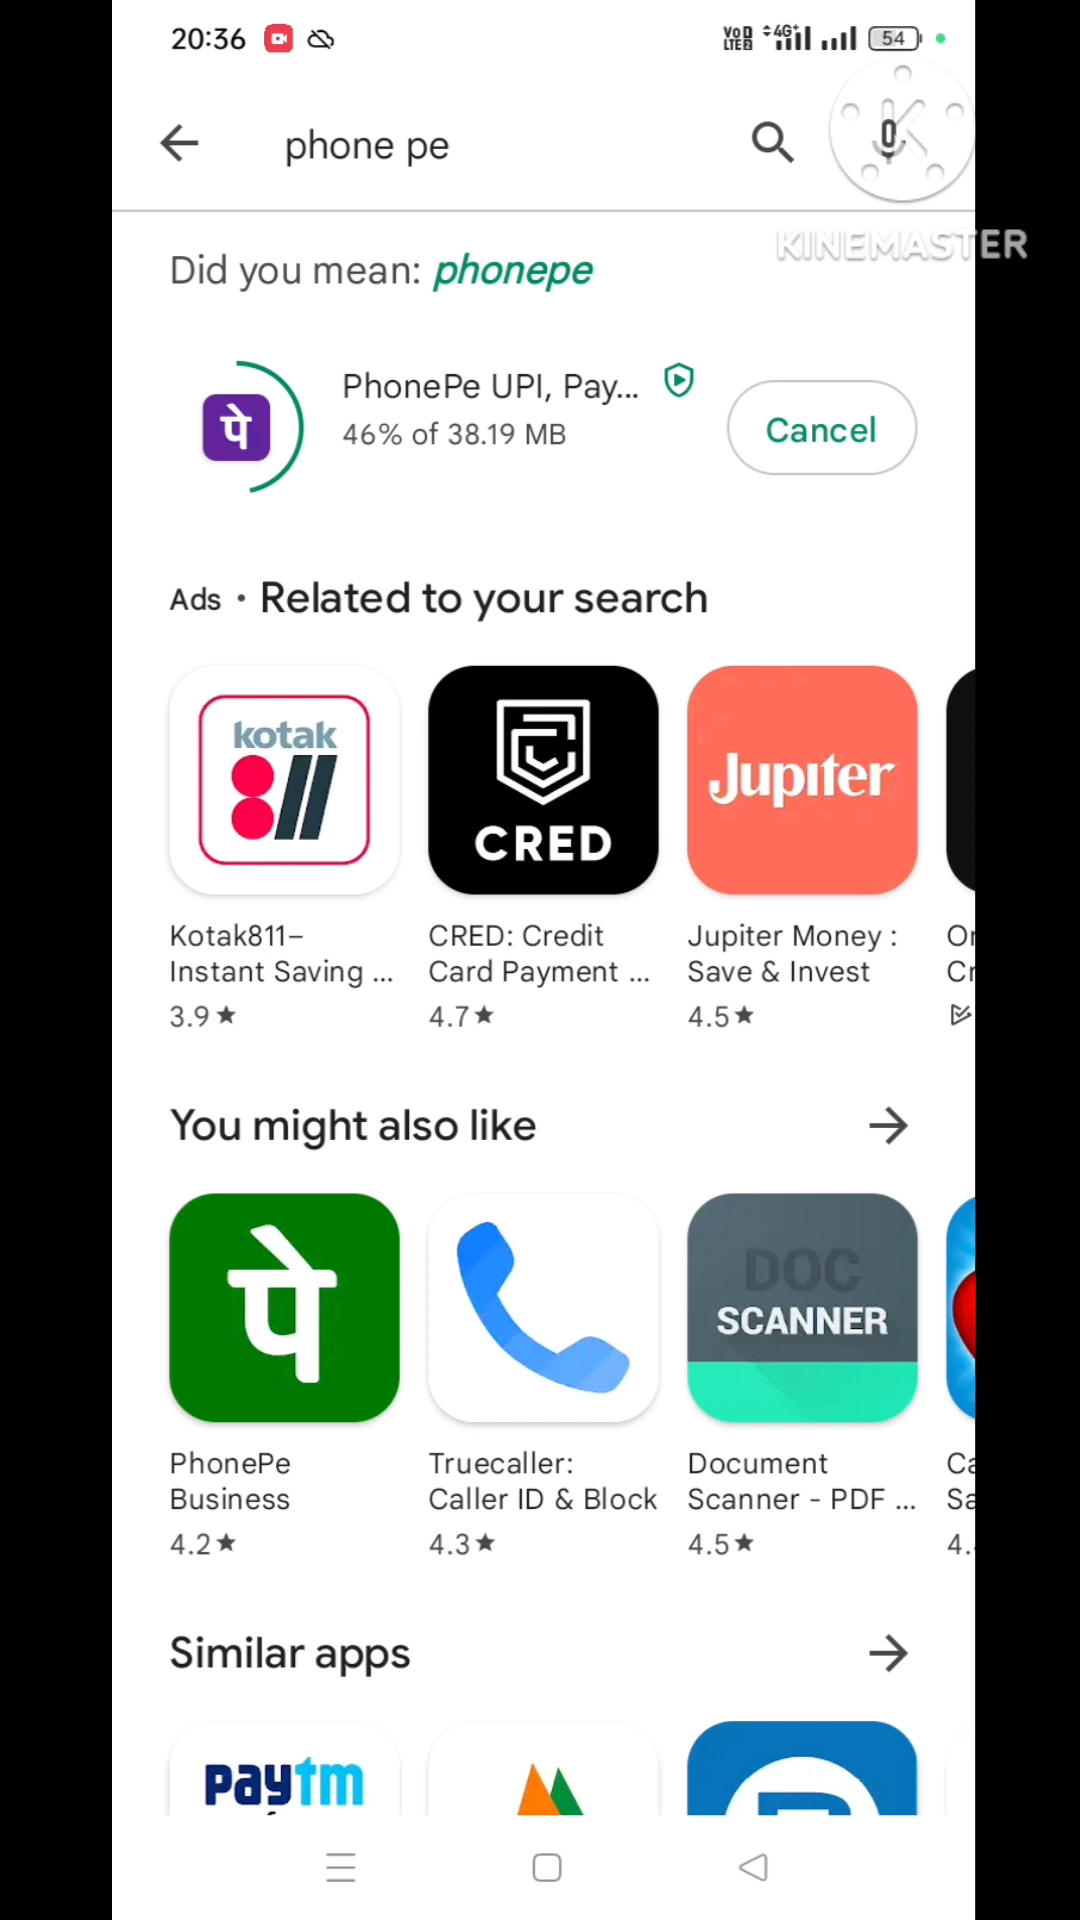 20:36
VoD LTE2 4G+ 54
phone pe
KINEMASTER
Did you mean: phonepe
पे
PhonePe UPI, Pay...
46% of 38.19 MB
Cancel
Ads • Related to your search
kotak
811
CRED
Jupiter
Kotak811–
Instant Saving ...
3.9★
CRED: Credit
Card Payment ...
4.7★
Jupiter Money :
Save & Invest
4.5★
You might also like
पे
DOC
SCANNER
PhonePe
Business
4.2★
Truecaller:
Caller ID & Block
4.3★
Document
Scanner - PDF ...
4.5★
Similar apps
paytm